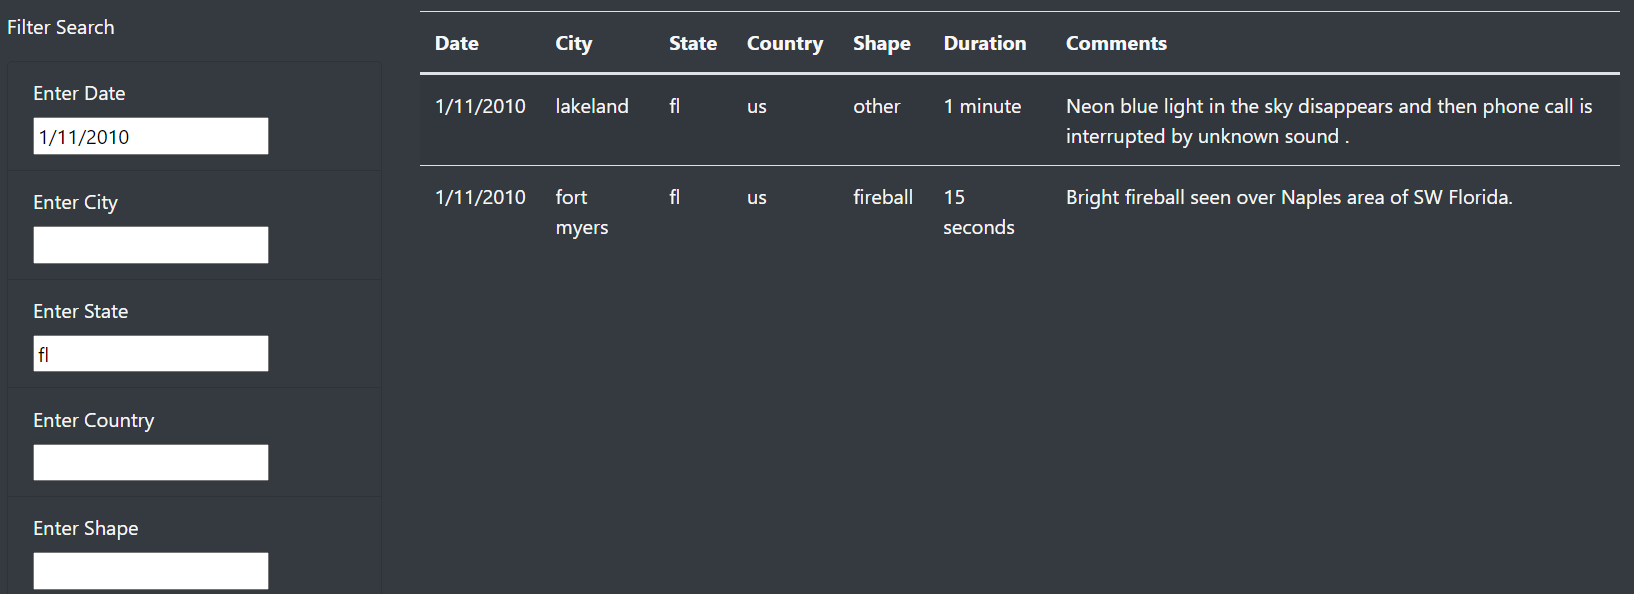 Filter Search
Enter Date
1/11/2010
Enter City
Enter State
fl
Enter Country
Enter Shape
Date City State Country Shape Duration Comments
1/11/2010 lakeland fl us other 1 minute Neon blue light in the sky disappears and then phone call is
interrupted by unknown sound .
1/11/2010 fort fl us fireball 15 Bright fireball seen over Naples area of SW Florida.
myers seconds